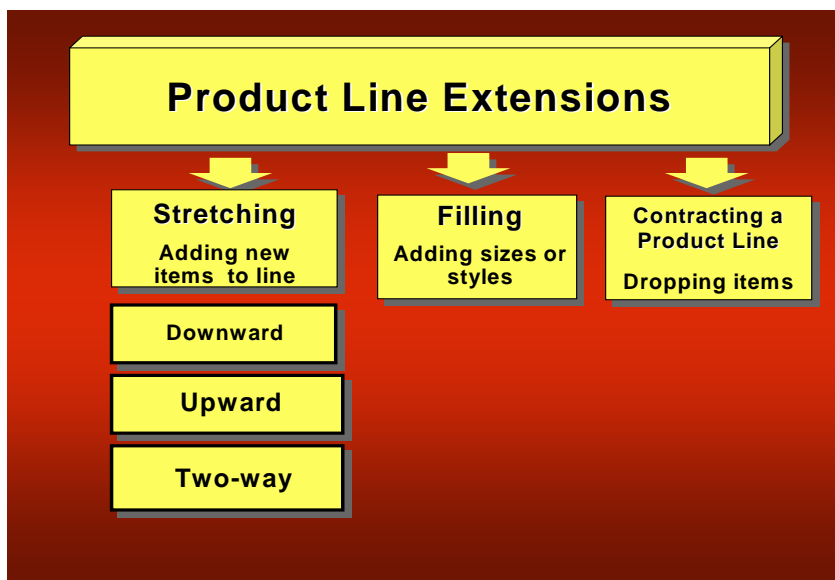 Product Line Extensions
Stretching
Adding new
items to line
Downward
Upward
Two-way
Filling
Adding sizes or
styles
Contracting a
Product Line
Dropping items